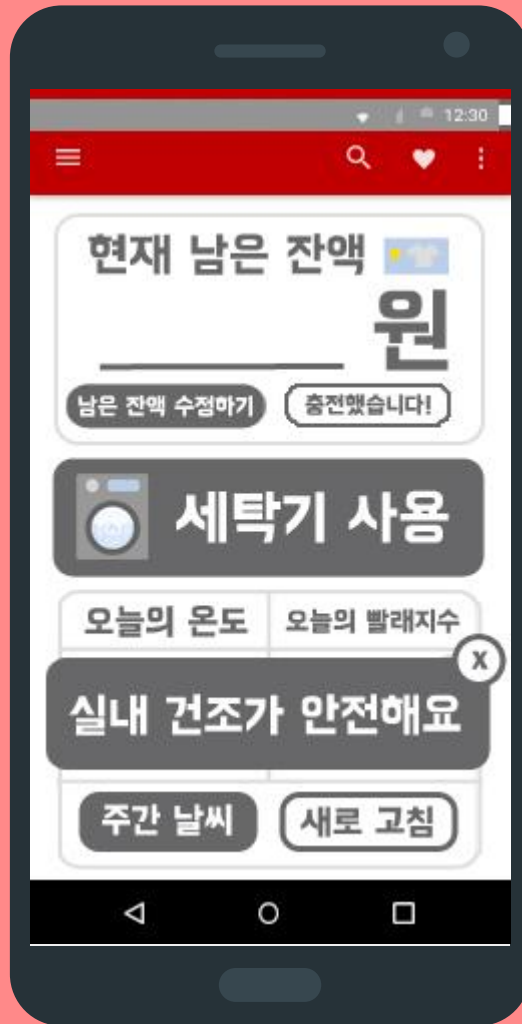 12:30
현재 남은 잔액
원
남은 잔액 수정하기
충전했습니다!
세탁기 사용
오늘의 온도
오늘의 빨래지수
X
실내 건조가 안전해요
주간 날씨
새로 고침